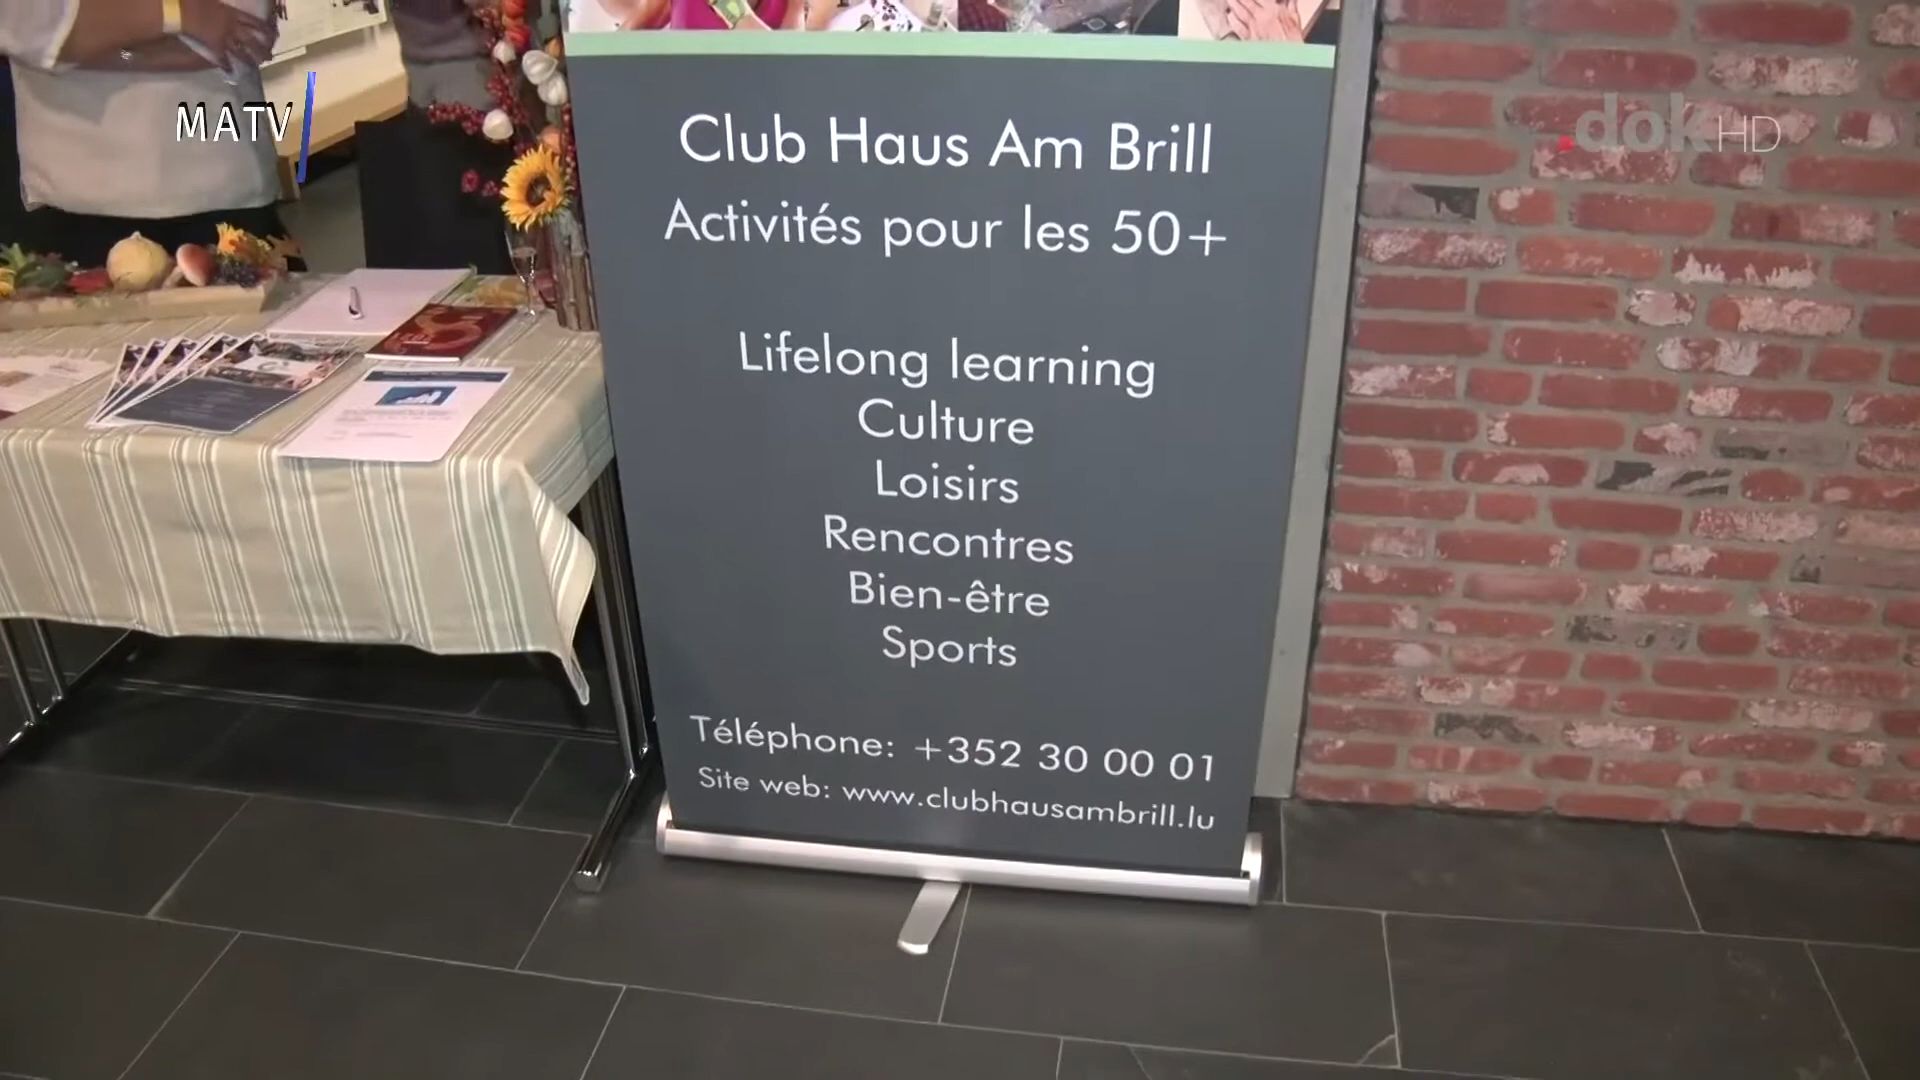 MATV
.dok HD
Club Haus Am Brill
Activités pour les 50+
Lifelong learning
Culture
Loisirs
Rencontres
Bien-être
Sports
Téléphone: +352 30 00 01
Site web: www.clubhausambrill.lu